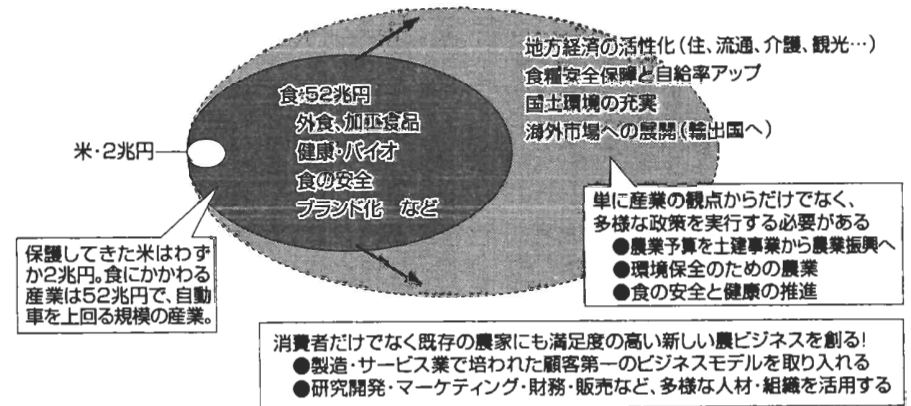 地方経済の活性化(住、流通、介護、観光…)
食糧安全保障と自給率アップ
国土環境の充実
海外市場への展開(輸出国へ)
食:52兆円
外食、加工食品
健康・バイオ
食の安全
ブランド化 など
米・2兆円
単に産業の観点からだけでなく、
多様な政策を実行する必要がある
●農業予算を土建事業から農業振興へ
●環境保全のための農業
●食の安全と健康の推進
保護してきた米はわず
か2兆円。食にかかわる
産業は52兆円で、自動
車を上回る規模の産業。
消費者だけでなく既存の農家にも満足度の高い新しい農ビジネスを創る!
●製造・サービス業で培われた顧客第一のビジネスモデルを取り入れる
●研究開発・マーケティング・財務・販売など、多様な人材・組織を活用する